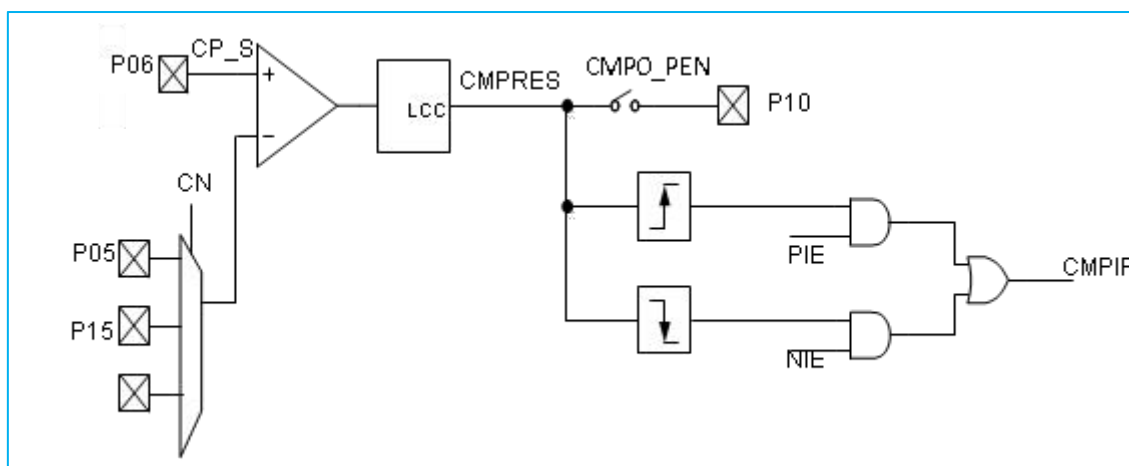 P06
CP_S
+
−
LCC
CMPRES
CMPO_PEN
P10
CN
P05
P15
PIE
NIE
CMPIF